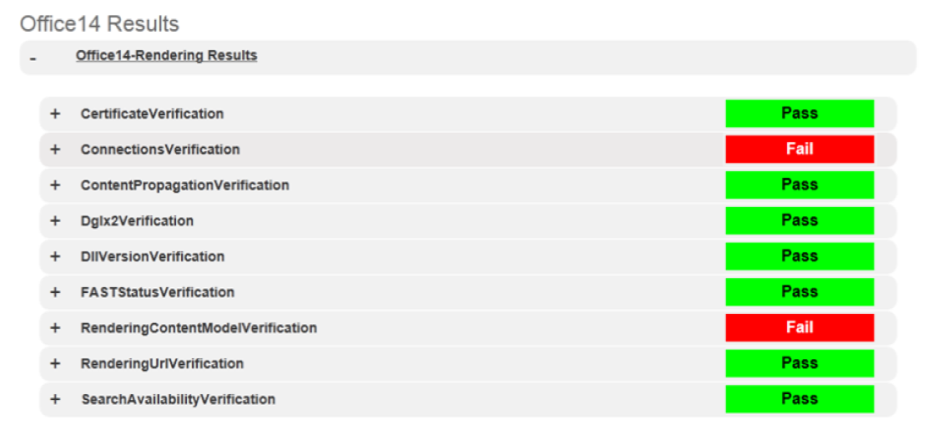 Office14 Results
- Office14-Rendering Results
+ CertificateVerification Pass
+ ConnectionsVerification Fail
+ ContentPropagationVerification Pass
+ Dglx2Verification Pass
+ DllVersionVerification Pass
+ FASTStatusVerification Pass
+ RenderingContentModelVerification Fail
+ RenderingUrlVerification Pass
+ SearchAvailabilityVerification Pass